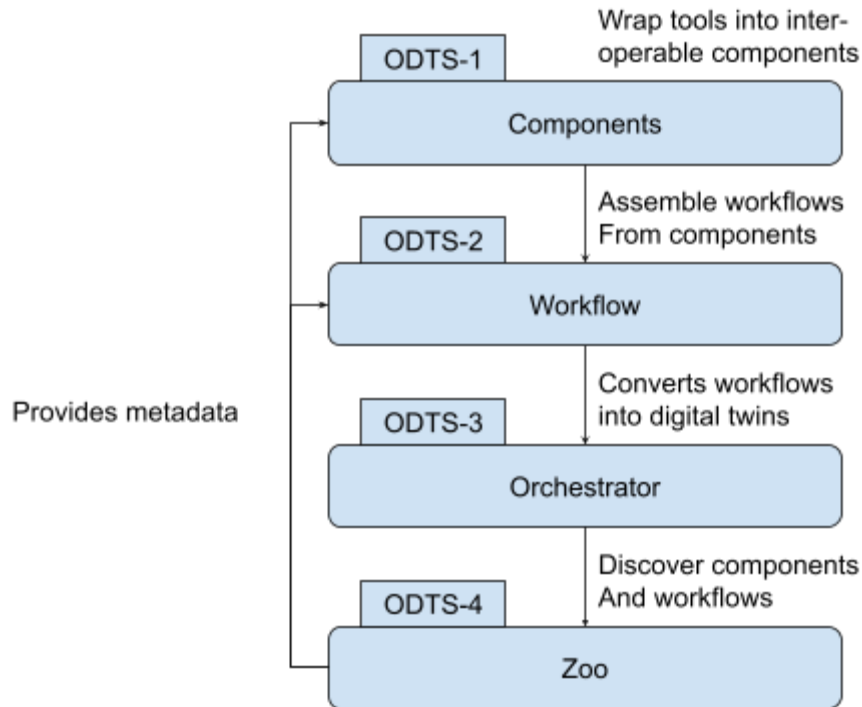 Wrap tools into inter-
operable components
ODTS-1
Components
Assemble workflows
From components
ODTS-2
Workflow
Converts workflows
into digital twins
Provides metadata
ODTS-3
Orchestrator
Discover components
And workflows
ODTS-4
Zoo